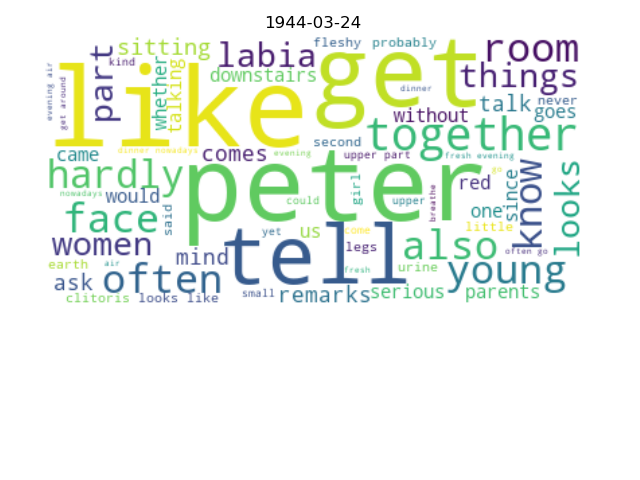 1944-03-24
evening air
get around
kind
part
whether
sitting
talking
labia
downstairs
fleshy
probably
get
dinner
room
things
like
without
talk
never
goes
together
second
came
dinner nowadays
comes
evening
upper part
fresh evening
hardly
peter
nowadays
would
said
face
could
girl
upper
breathe
red
go
one
since
know
looks
little
women
mind
tell
us
yet
come
legs
also
often go
earth
air
ask
often
fresh
urine
young
clitoris
looks like
small
remarks
serious
parents